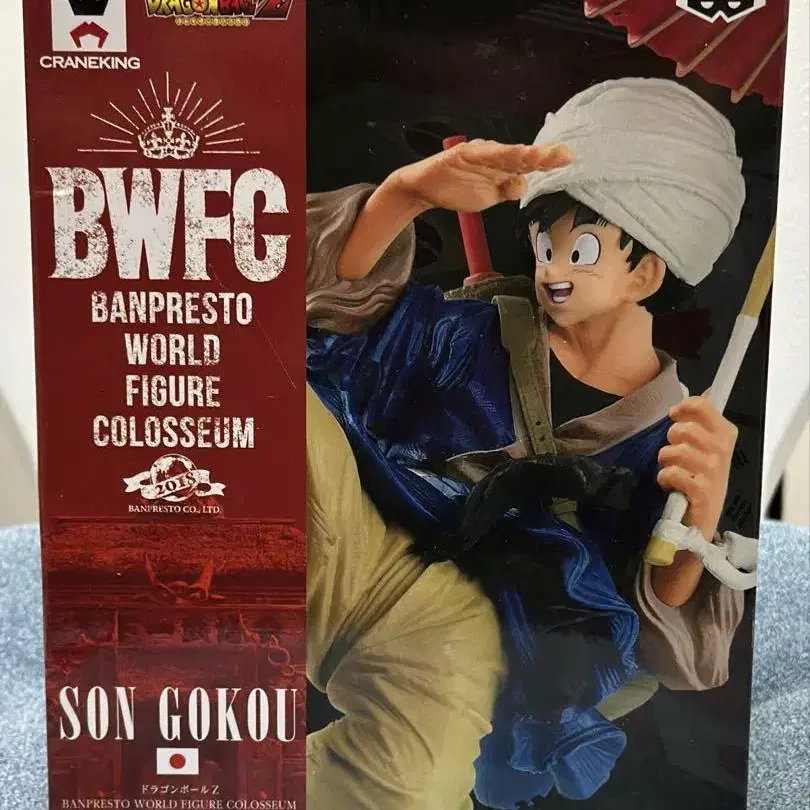 CRANEKING
DRAGONBALL Z
BWFC
BANPRESTO
WORLD
FIGURE
COLOSSEUM
2018
BANPRESTO CO., LTD.
SON GOKOU
ドラゴンボールZ
BANPRESTO WORLD FIGURE COLOSSEUM